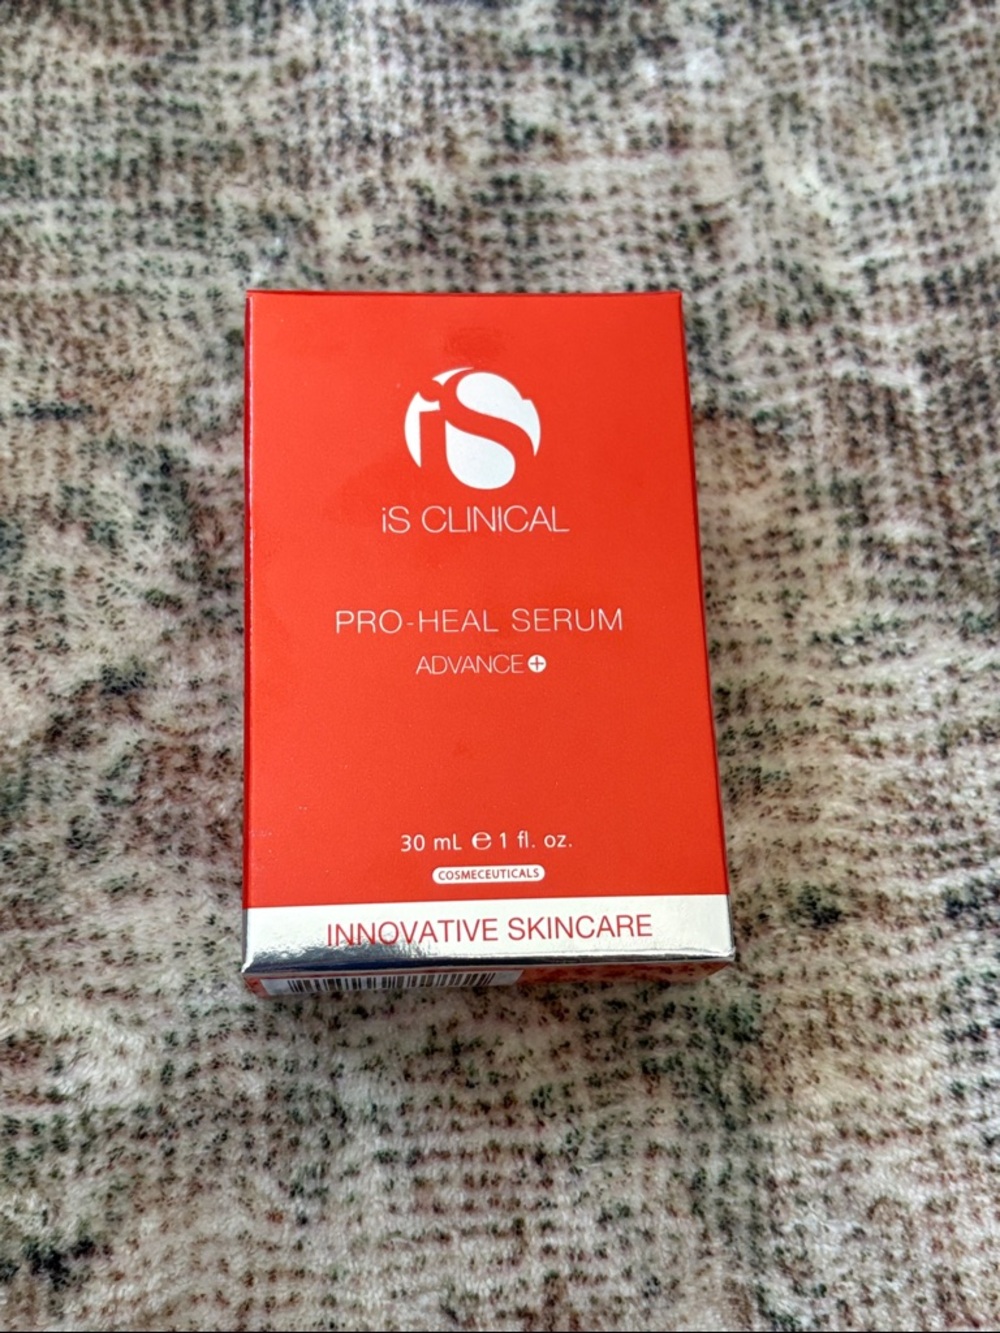 iS
iS CLINICAL
PRO-HEAL SERUM
ADVANCE+
30 mL ℮ 1 fl. oz.
COSMECEUTICALS
INNOVATIVE SKINCARE